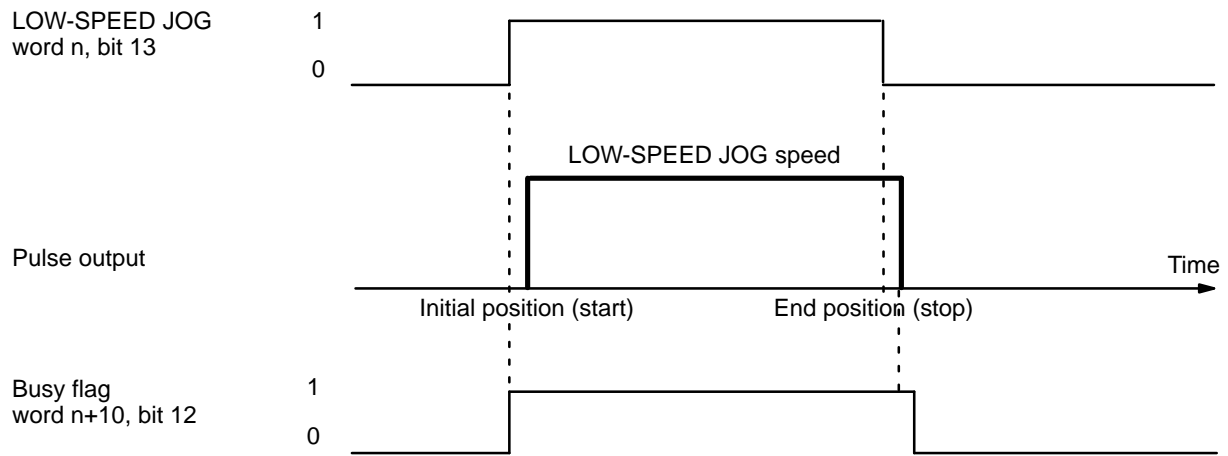 LOW-SPEED JOG
word n, bit 13
1
0
LOW-SPEED JOG speed
Pulse output
Time
Initial position (start)
End position (stop)
Busy flag
word n+10, bit 12
1
0